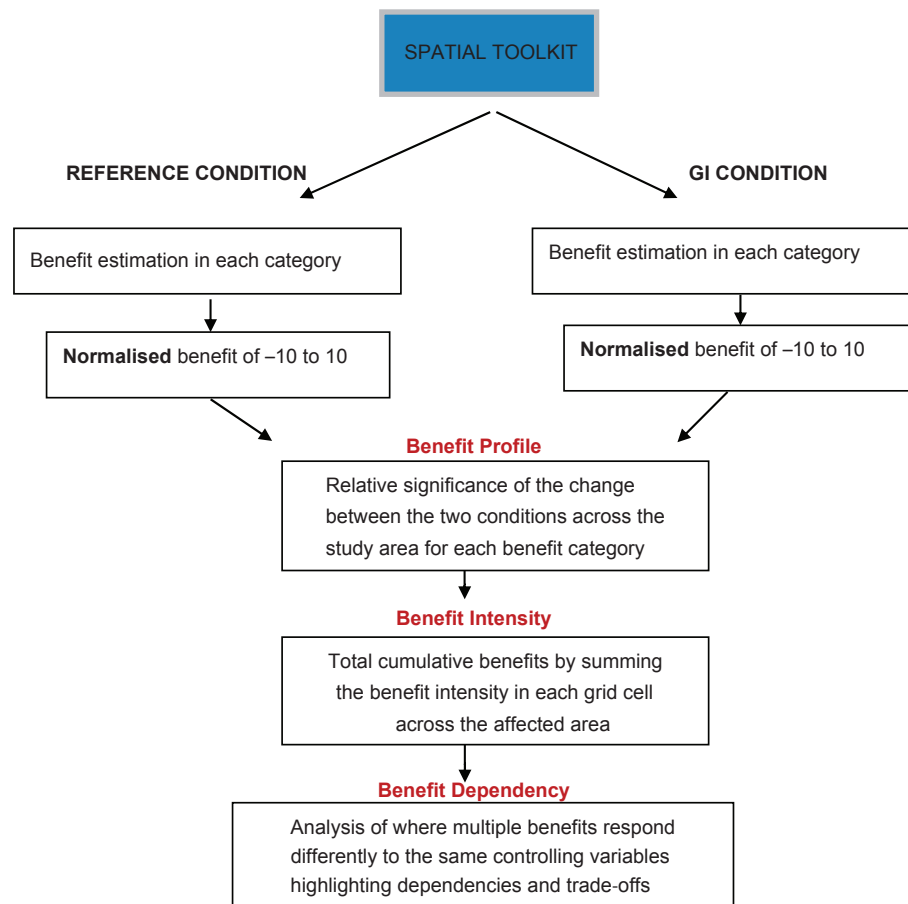 SPATIAL TOOLKIT
REFERENCE CONDITION
GI CONDITION
Benefit estimation in each category
Benefit estimation in each category
Normalised benefit of –10 to 10
Normalised benefit of –10 to 10
Benefit Profile
Relative significance of the change
between the two conditions across the
study area for each benefit category
Benefit Intensity
Total cumulative benefits by summing
the benefit intensity in each grid cell
across the affected area
Benefit Dependency
Analysis of where multiple benefits respond
differently to the same controlling variables
highlighting dependencies and trade-offs